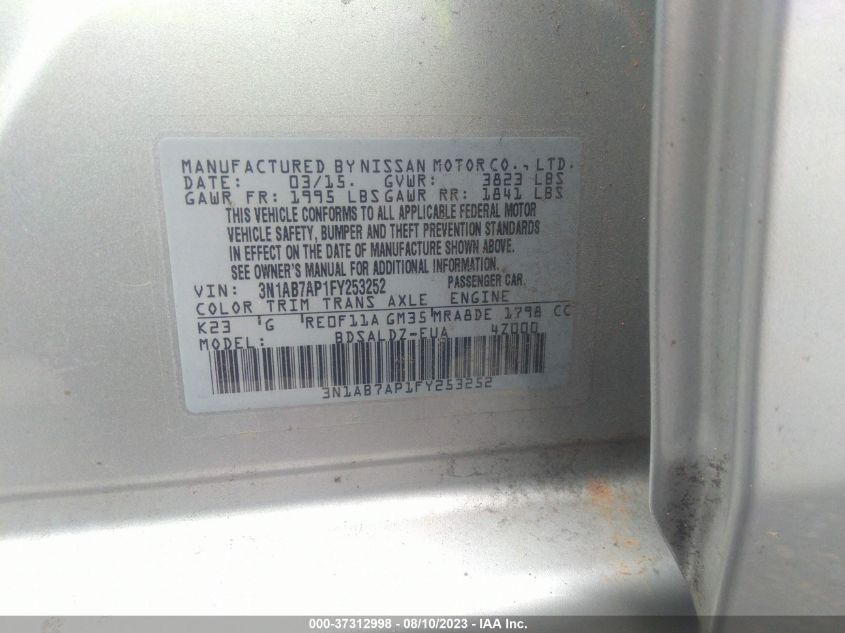 MANUFACTURED BY NISSAN MOTOR CO., LTD.
DATE: 03/15. GVWR: 3823 LBS
GAWR FR: 1995 LBS GAWR RR: 1841 LBS
THIS VEHICLE CONFORMS TO ALL APPLICABLE FEDERAL MOTOR
VEHICLE SAFETY, BUMPER AND THEFT PREVENTION STANDARDS
IN EFFECT ON THE DATE OF MANUFACTURE SHOWN ABOVE.
SEE OWNER'S MANUAL FOR ADDITIONAL INFORMATION.
VIN: 3N1AB7AP1FY253252 PASSENGER CAR.
COLOR TRIM TRANS AXLE ENGINE
K23 'G RE0F11A GM35 MRA8DE 1798 CC
MODEL: BDSALDZ-EUA 4Z000
3N1AB7AP1FY253252
000-37312998 - 08/10/2023 - IAA Inc.